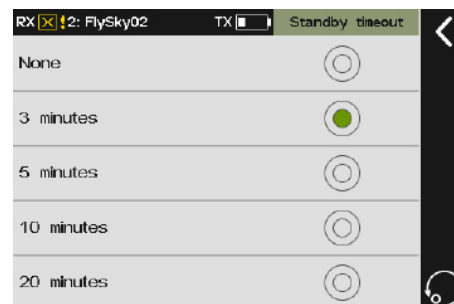 RX 2: FlySky02 TX Standby timeout
None
3 minutes
5 minutes
10 minutes
20 minutes